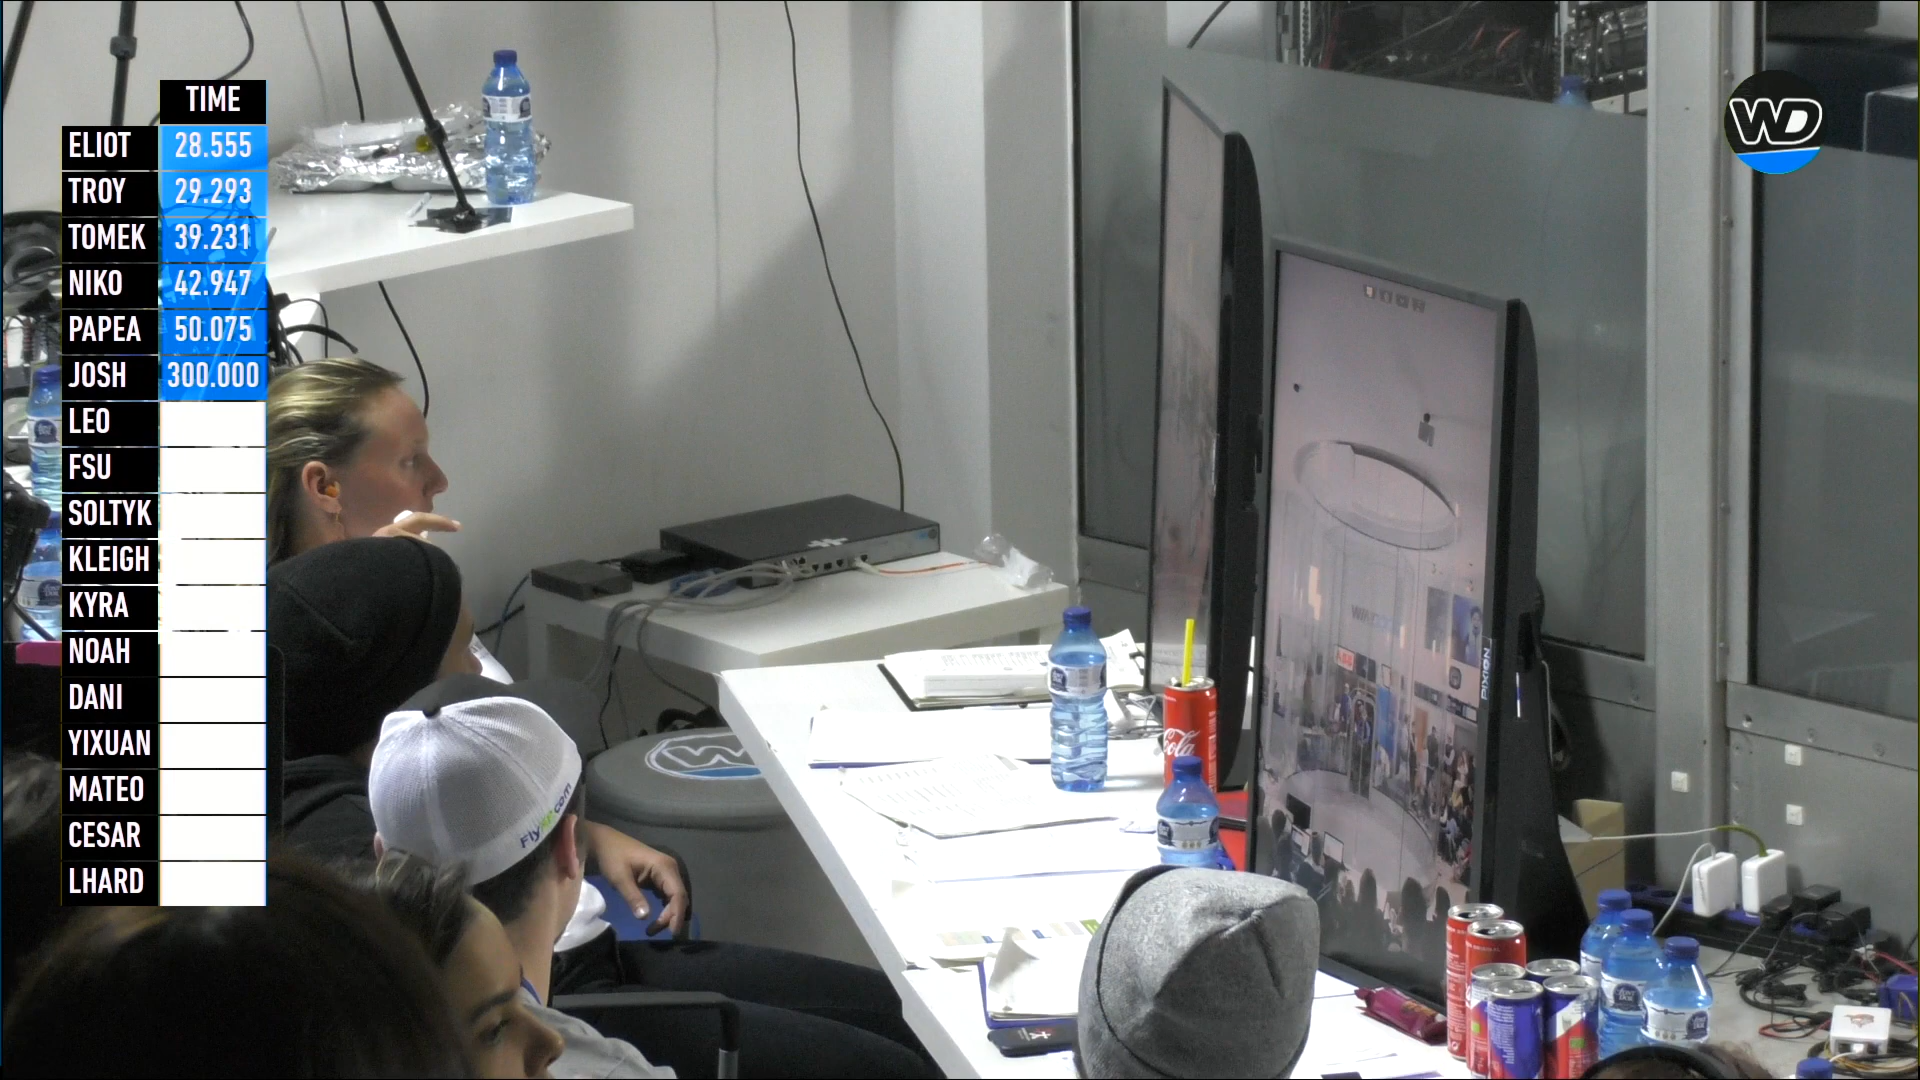 TIME
ELIOT 28.555
TROY 29.293
TOMEK 39.231
NIKO 42.947
PAPEA 50.075
JOSH 300.000
LEO
FSU
SOLTYK
KLEIGH
KYRA
NOAH
DANI
YIXUAN
MATEO
CESAR
LHARD
WD
Cola
PIXION